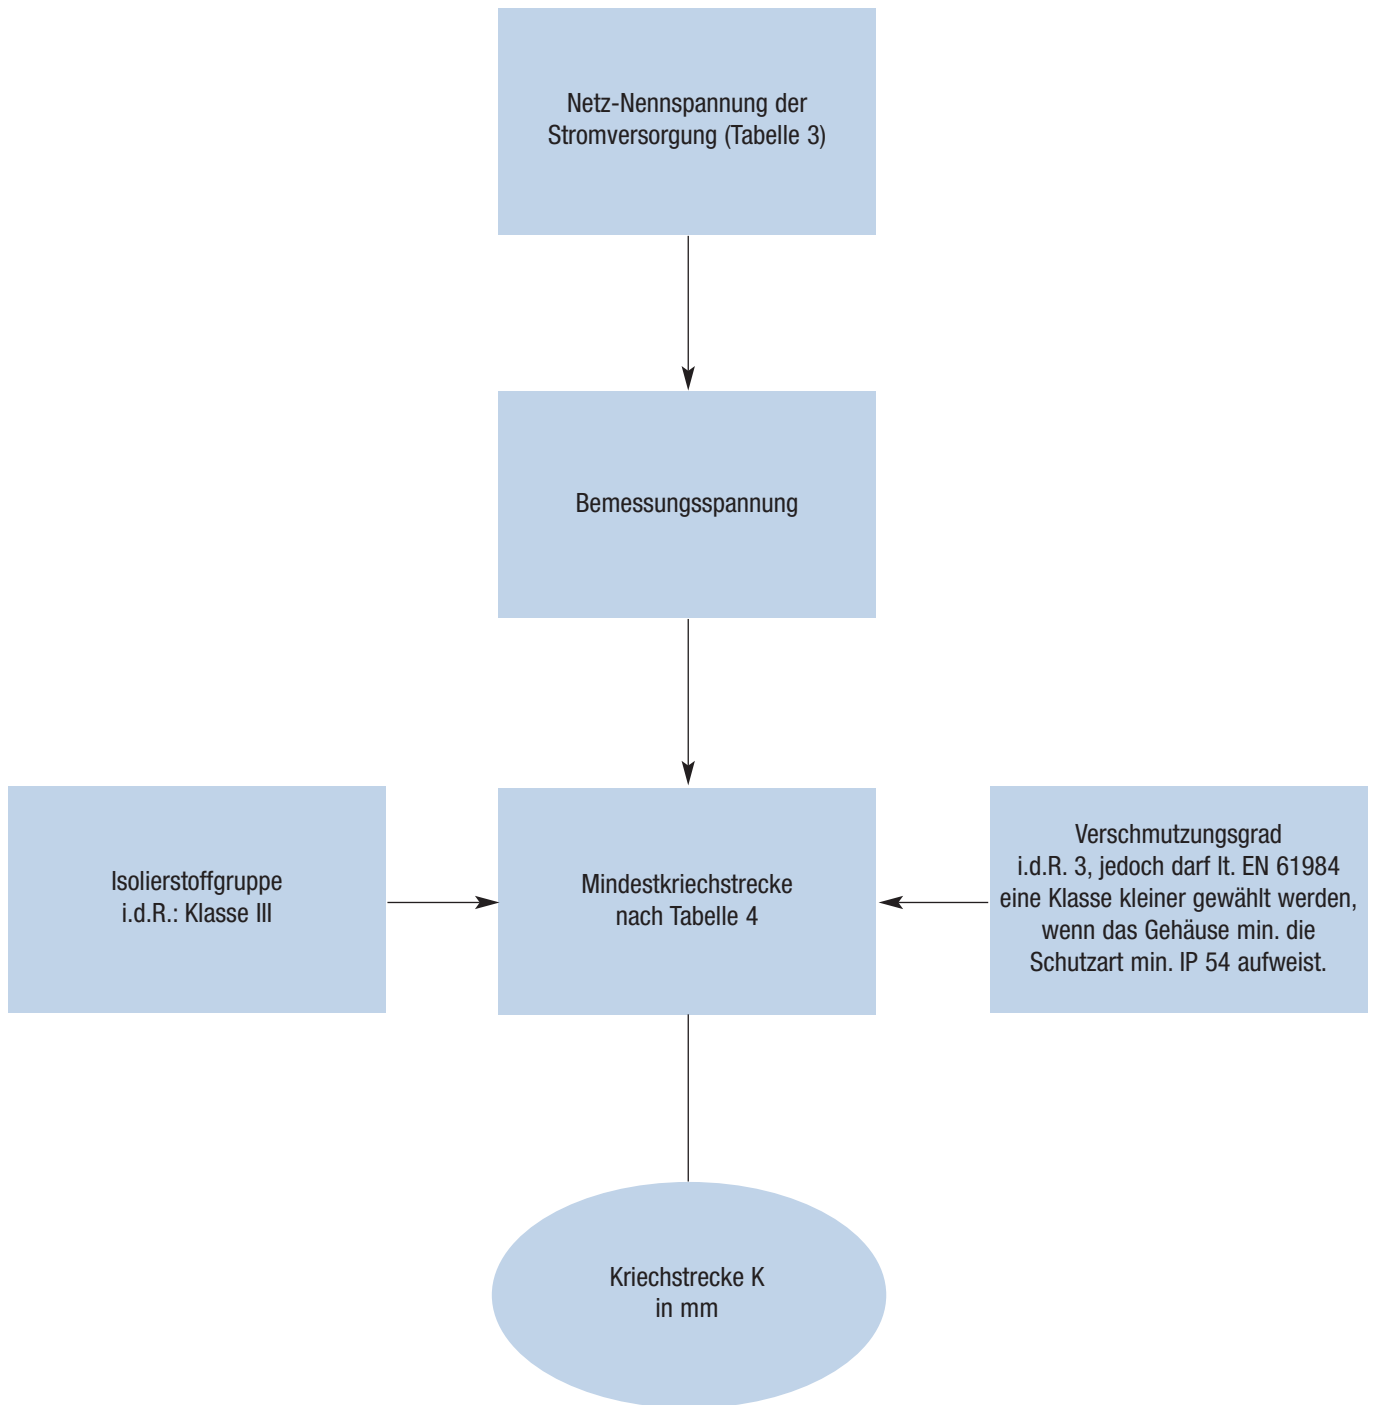 Netz-Nennspannung der
Stromversorgung (Tabelle 3)
Bemessungsspannung
Isolierstoffgruppe
i.d.R.: Klasse III
Mindestkriechstrecke
nach Tabelle 4
Verschmutzungsgrad
i.d.R. 3, jedoch darf lt. EN 61984
eine Klasse kleiner gewählt werden,
wenn das Gehäuse min. die
Schutzart min. IP 54 aufweist.
Kriechstrecke K
in mm